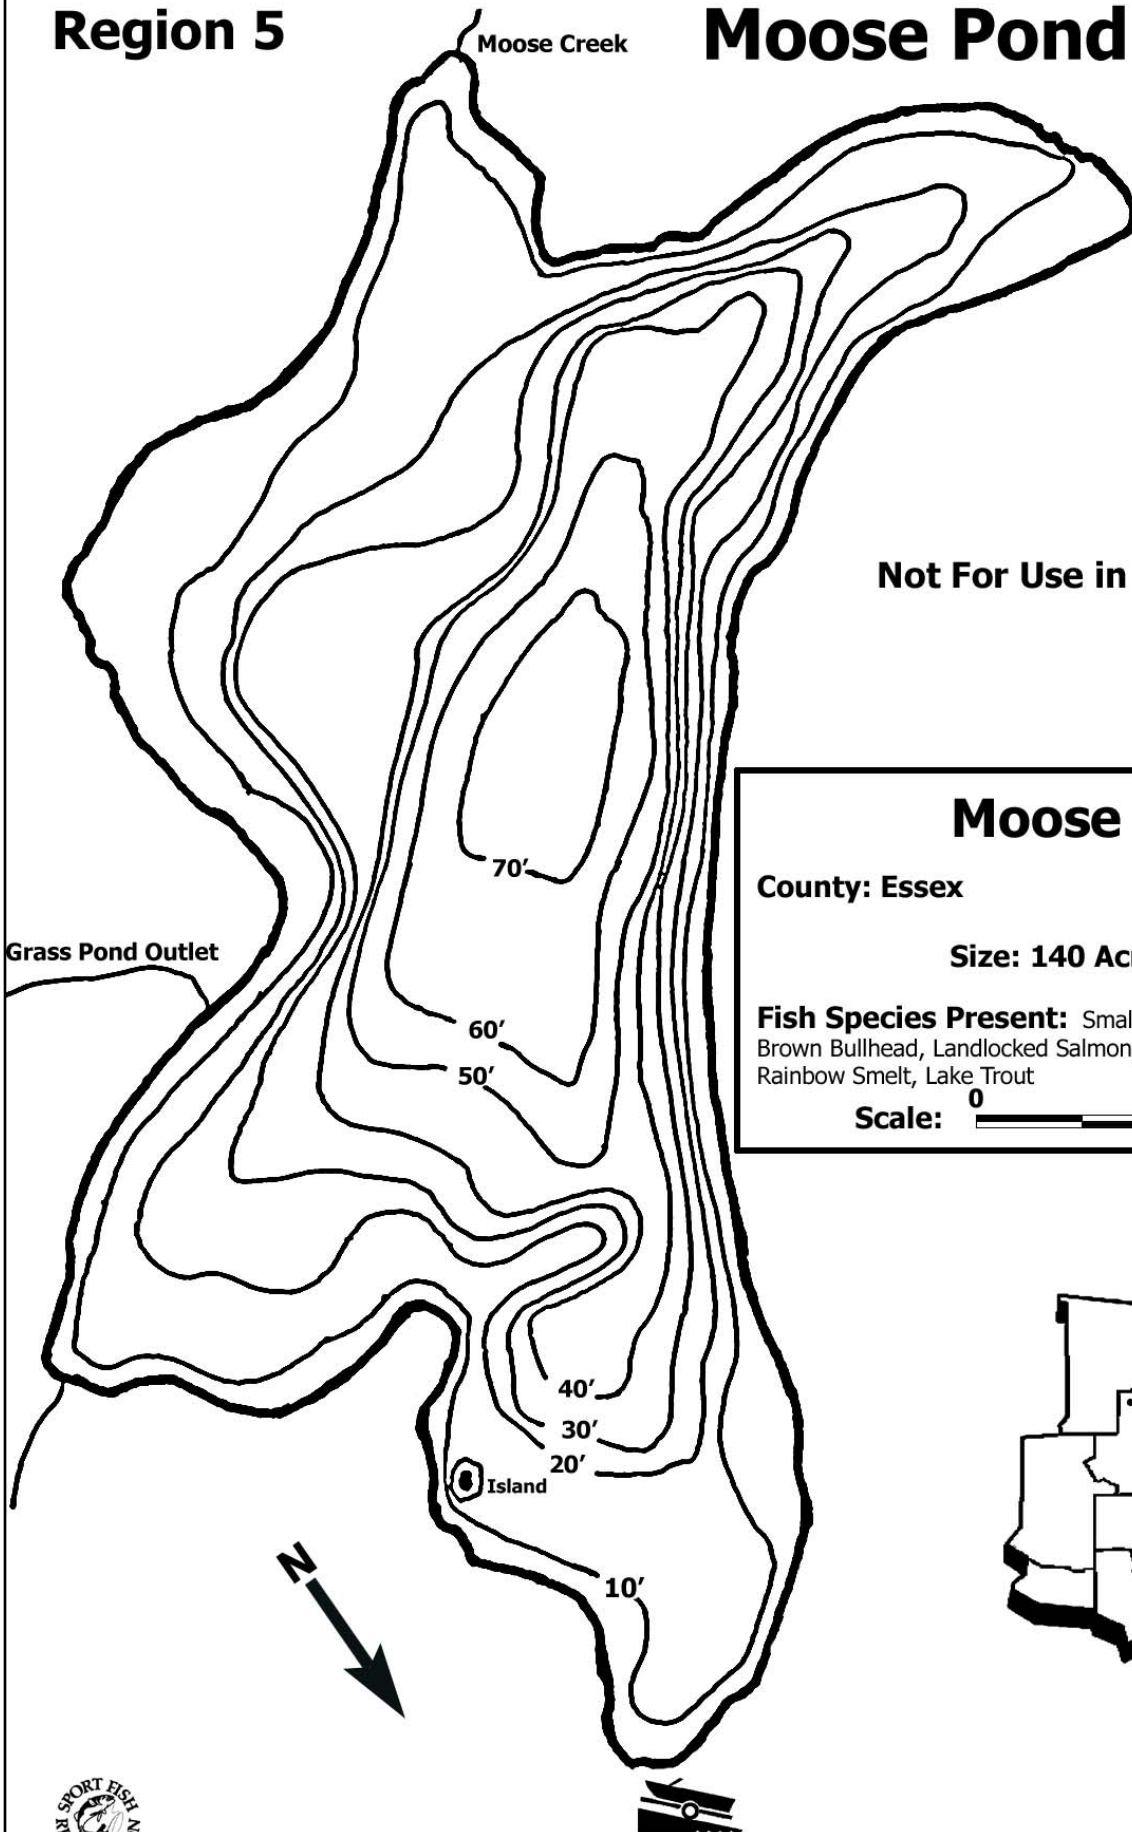 Region 5
Moose Pond
Moose Creek
Not For Use in
Moose
County: Essex
Size: 140
Fish Species Present:
Brown Bullhead, Landlocked Salmon
Rainbow Smelt, Lake Trout
0
Scale:
Grass Pond Outlet
70’
60’
50’
40’
30’
20’
Island
10’
N
SPORT FISH